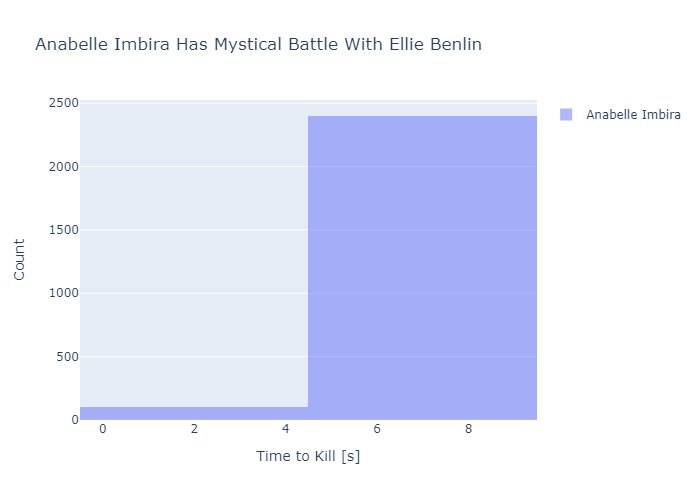 Anabelle Imbira Has Mystical Battle With Ellie Benlin
2500
2000
1500
1000
500
0
Count
0 2 4 6 8
Time to Kill [s]
Anabelle Imbira